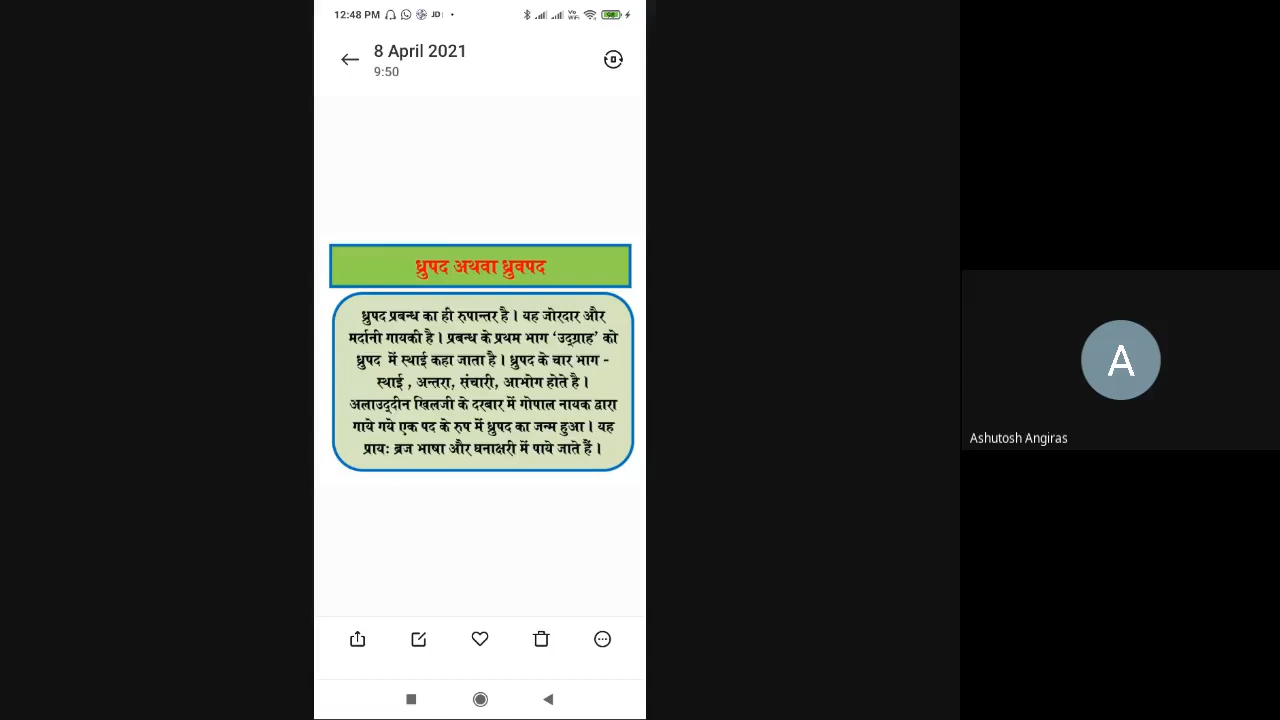 12:48 PM
8 April 2021
9:50
ध्रुपद अथवा ध्रुवपद
ध्रुपद प्रबन्ध का ही रुपान्तर है । यह जोरदार और
मर्दानी गायकी है । प्रबन्ध के प्रथम भाग ‘उद्ग्राह’ को
ध्रुपद में स्थाई कहा जाता है । ध्रुपद के चार भाग -
स्थाई , अन्तरा, संचारी, आभोग होते है ।
अलाउद्दीन खिलजी के दरबार में गोपाल नायक द्वारा
गाये गये एक पद के रुप में ध्रुपद का जन्म हुआ । यह
प्रायः ब्रज भाषा और घनाक्षरी में पाये जाते हैं ।
A
Ashutosh Angiras